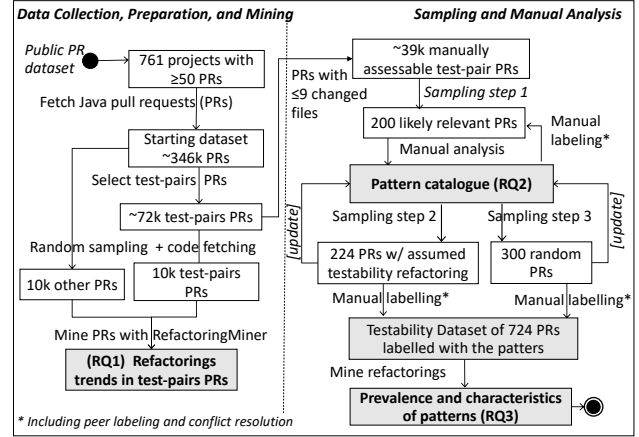 Data Collection, Preparation, and Mining
Public PR
dataset
761 projects with
≥50 PRs
Fetch Java pull requests (PRs)
Starting dataset
~346k PRs
Select test-pairs PRs
~72k test-pairs PRs
Random sampling + code fetching
10k other PRs
10k test-pairs
PRs
Mine PRs with RefactoringMiner
(RQ1) Refactorings
trends in test-pairs PRs
* Including peer labeling and conflict resolution
Sampling and Manual Analysis
~39k manually
assessable test-pair PRs
PRs with
≤9 changed
files
Sampling step 1
200 likely relevant PRs
Manual
labeling*
Manual analysis
Pattern catalogue (RQ2)
[update]
Sampling step 2
Sampling step 3
[update]
224 PRs w/ assumed
testability refactoring
300 random
PRs
Manual labelling*
Manual labelling*
Testability Dataset of 724 PRs
labelled with the patters
Mine refactorings
Prevalence and characteristics
of patterns (RQ3)